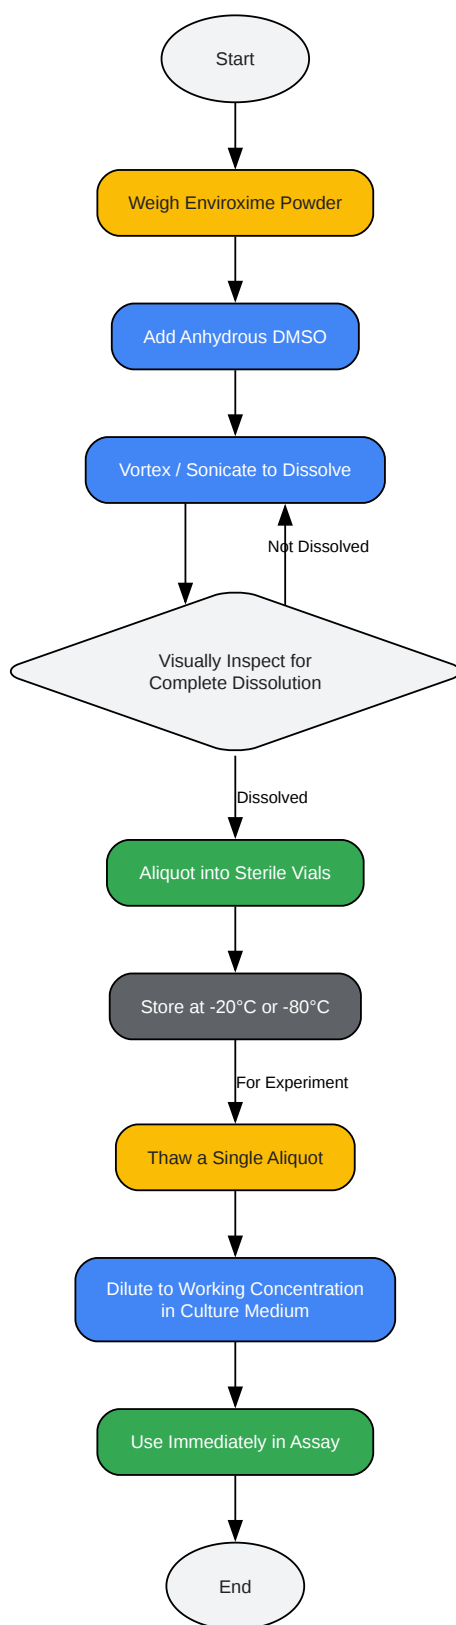 Start
Weigh Enviroxime Powder
Add Anhydrous DMSO
Vortex / Sonicate to Dissolve
Not Dissolved
Visually Inspect for
Complete Dissolution
Dissolved
Aliquot into Sterile Vials
Store at -20°C or -80°C
For Experiment
Thaw a Single Aliquot
Dilute to Working Concentration
in Culture Medium
Use Immediately in Assay
End